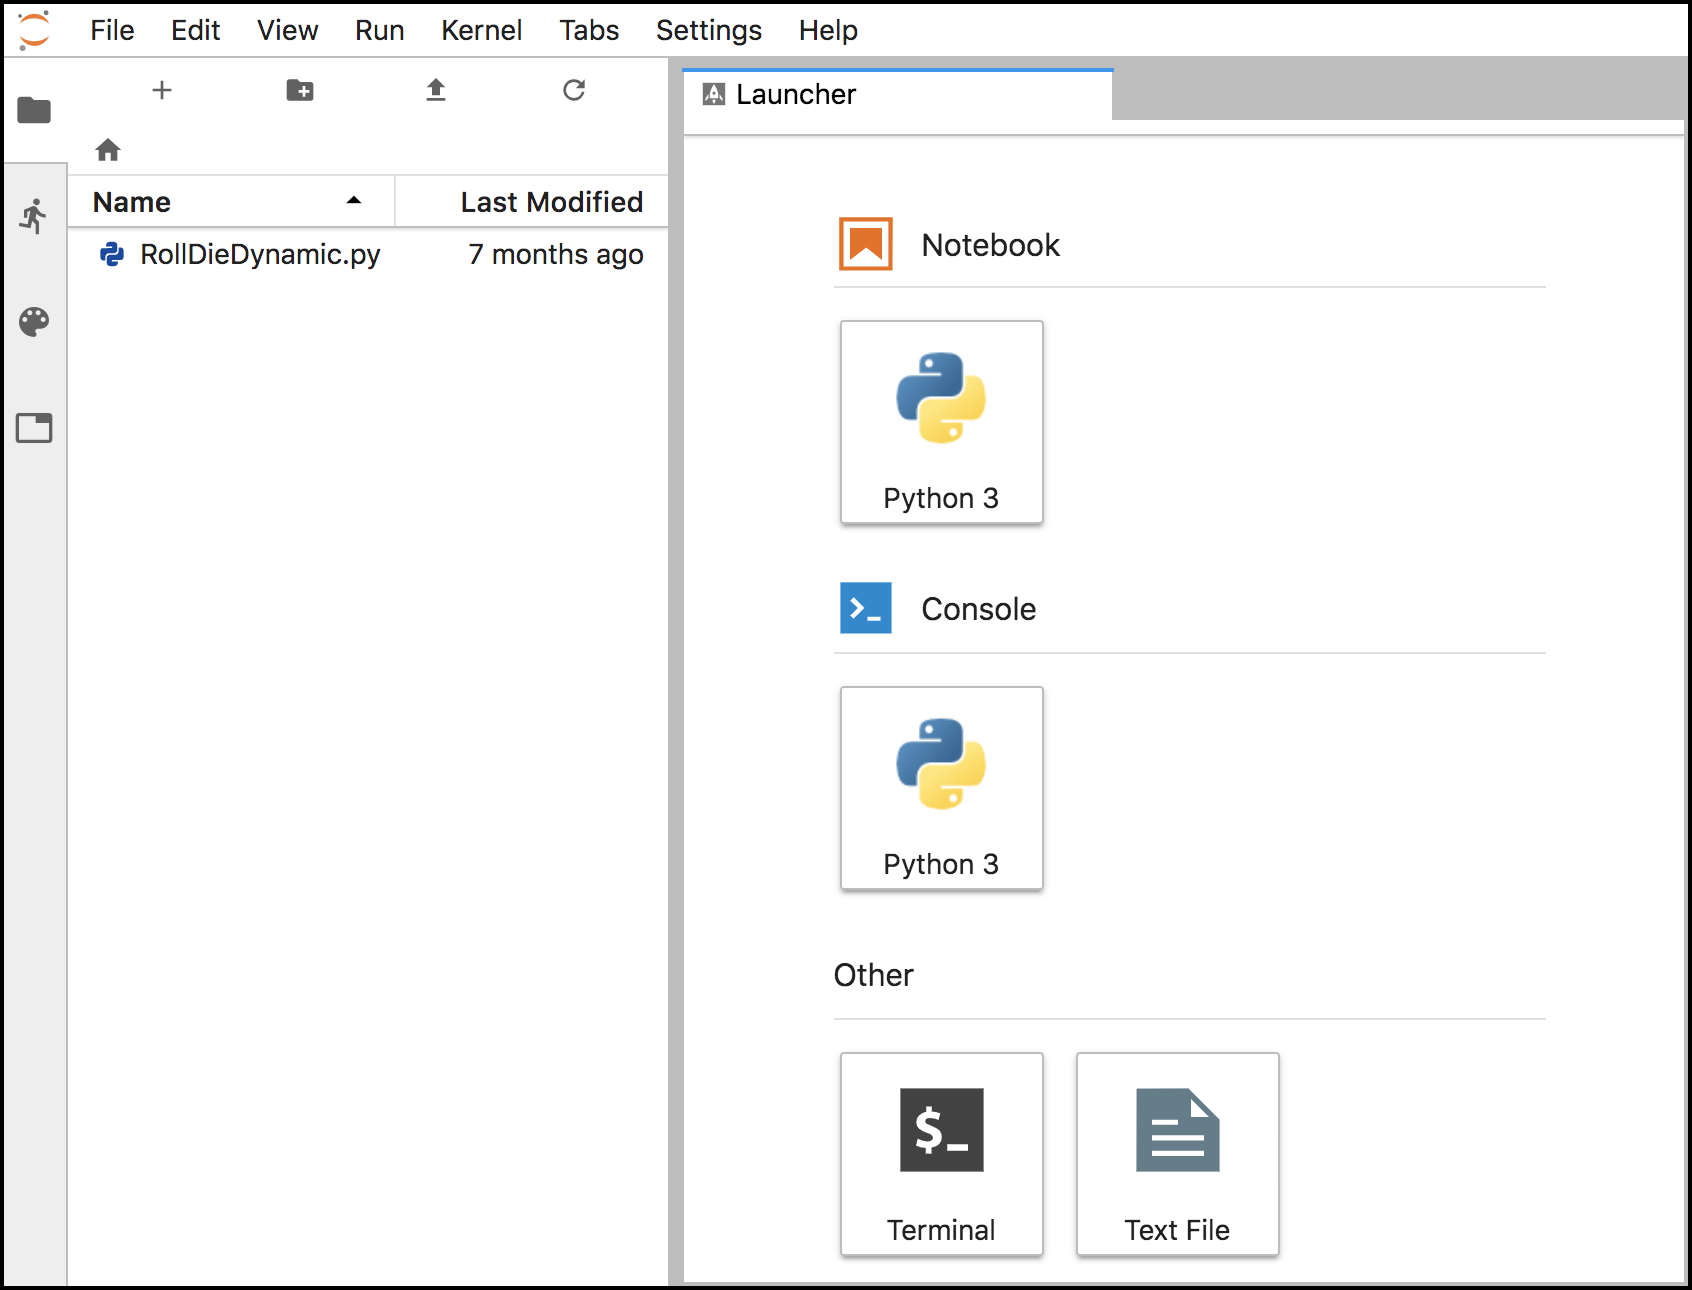 File Edit View Run Kernel Tabs Settings Help
Launcher
Name Last Modified
RollDieDynamic.py 7 months ago
Notebook
Python 3
Console
Python 3
Other
$_
Terminal Text File